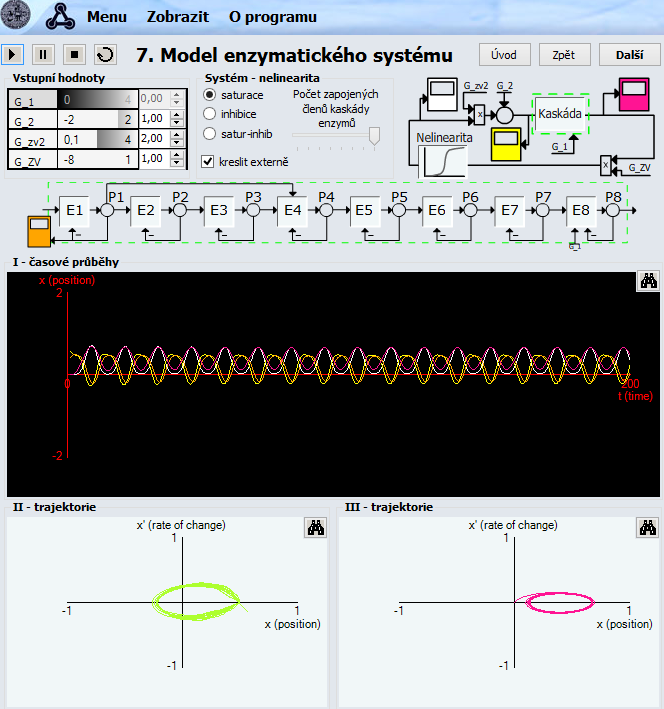 Menu Zobrazit O programu
7. Model enzymatického systému
Úvod Zpět Další
Vstupní hodnoty
G_1 0 4 0,00
G_2 -2 2 1,00
G_zv2 0,1 4 2,00
G_ZV -8 1 1,00
Systém - nelinearita
saturace
inhibice
satur-inhib
kreslit externě
Počet zapojených
členů kaskády
enzymů
G_zv2 G_2
x
Kaskáda
Nelinearita
G_1
x
G_ZV
P1 P2 P3 P4 P5 P6 P7 P8
E1 E2 E3 E4 E5 E6 E7 E8
- - - - - - - -
G_1
I - časové průběhy
x (position)
2
0
200
t (time)
-2
II - trajektorie
x' (rate of change)
1
-1 1
x (position)
-1
III - trajektorie
x' (rate of change)
1
-1 1
x (position)
-1